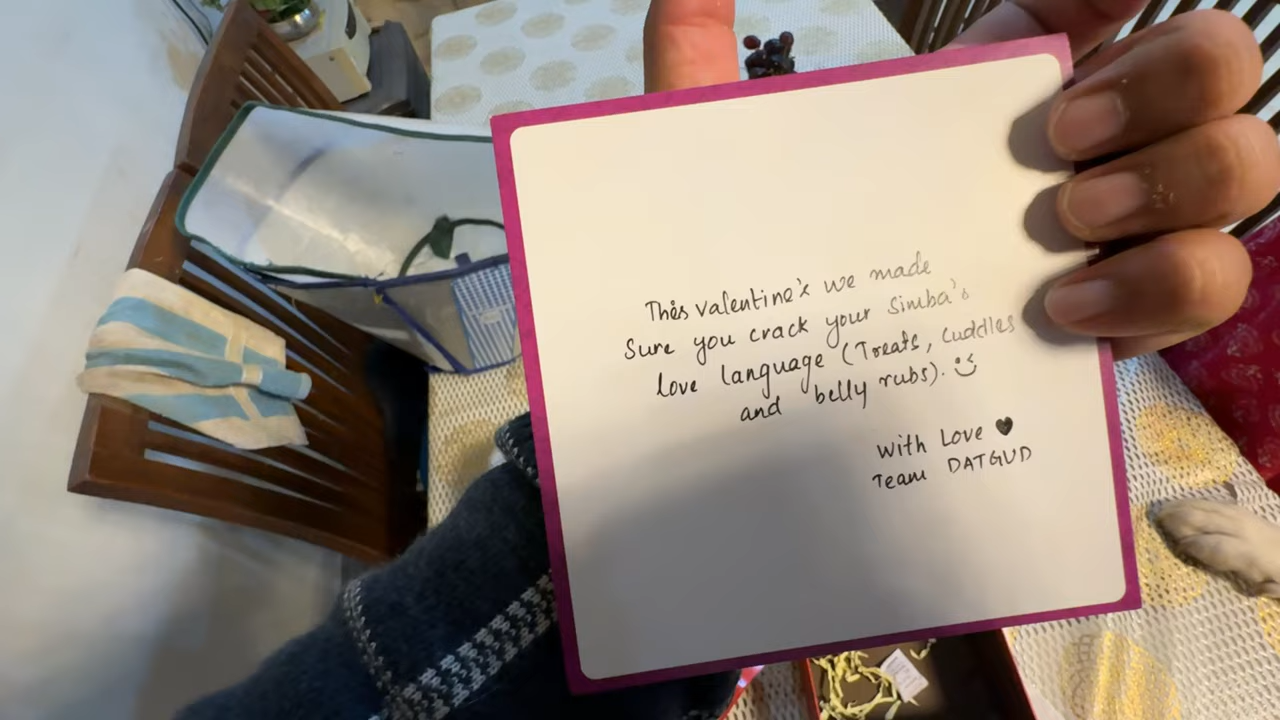 This valentine's we made
Sure you crack your Simba's
love language (Treats, cuddles
and belly rubs).
With Love
Team DATGUD